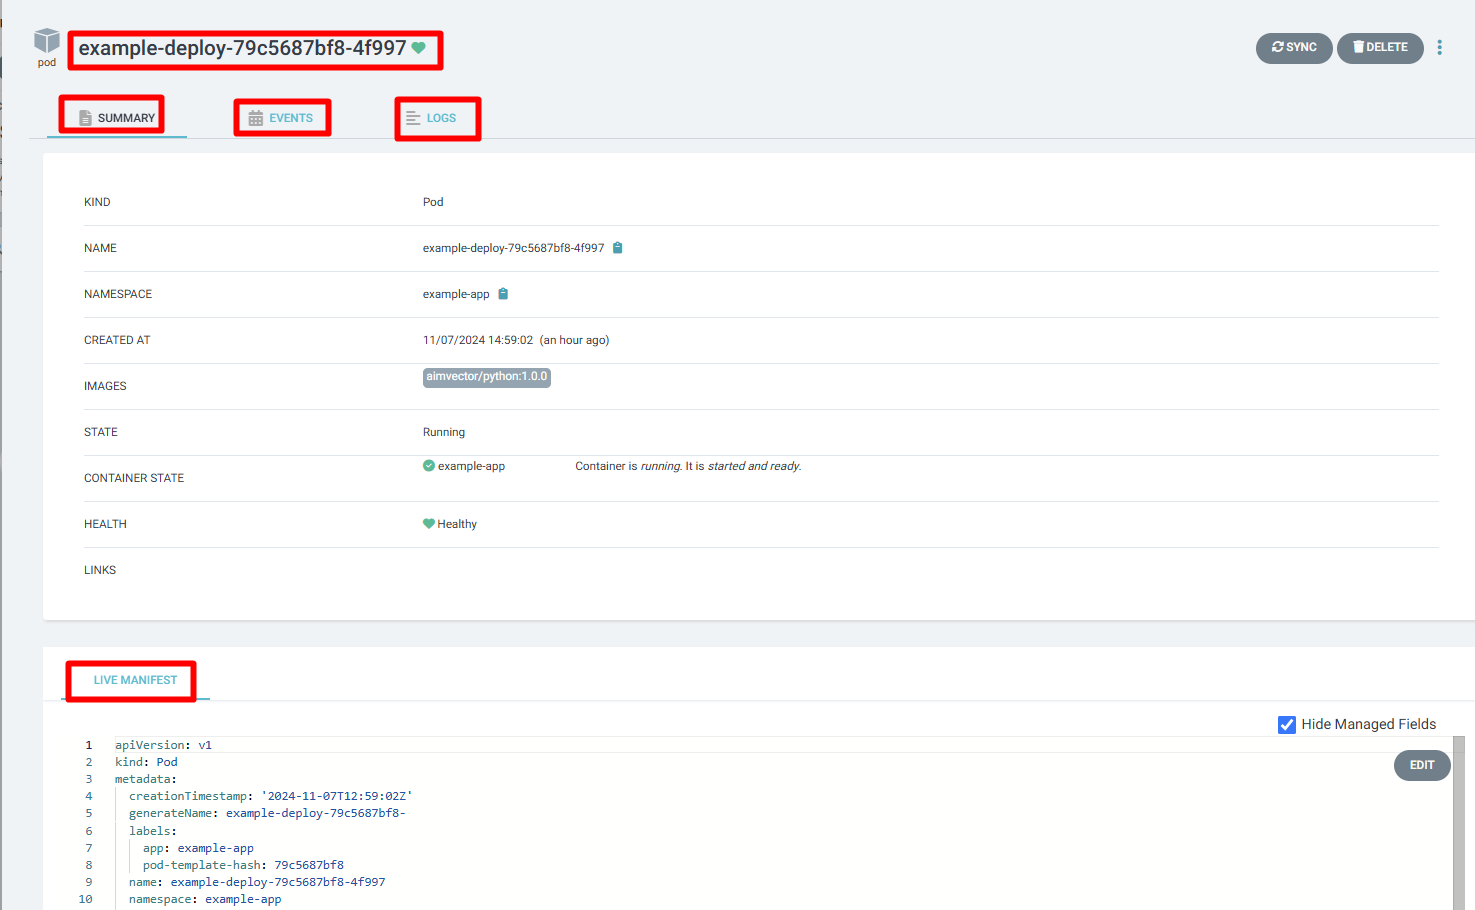 example-deploy-79c5687bf8-4f997
pod
SYNC
DELETE
SUMMARY
EVENTS
LOGS
KIND Pod
NAME example-deploy-79c5687bf8-4f997
NAMESPACE example-app
CREATED AT 11/07/2024 14:59:02 (an hour ago)
IMAGES aimvector/python:1.0.0
STATE Running
CONTAINER STATE example-app Container is running. It is started and ready.
HEALTH Healthy
LINKS
LIVE MANIFEST
Hide Managed Fields
EDIT
1 apiVersion: v1
2 kind: Pod
3 metadata:
4 creationTimestamp: '2024-11-07T12:59:02Z'
5 generateName: example-deploy-79c5687bf8-
6 labels:
7 app: example-app
8 pod-template-hash: 79c5687bf8
9 name: example-deploy-79c5687bf8-4f997
10 namespace: example-app